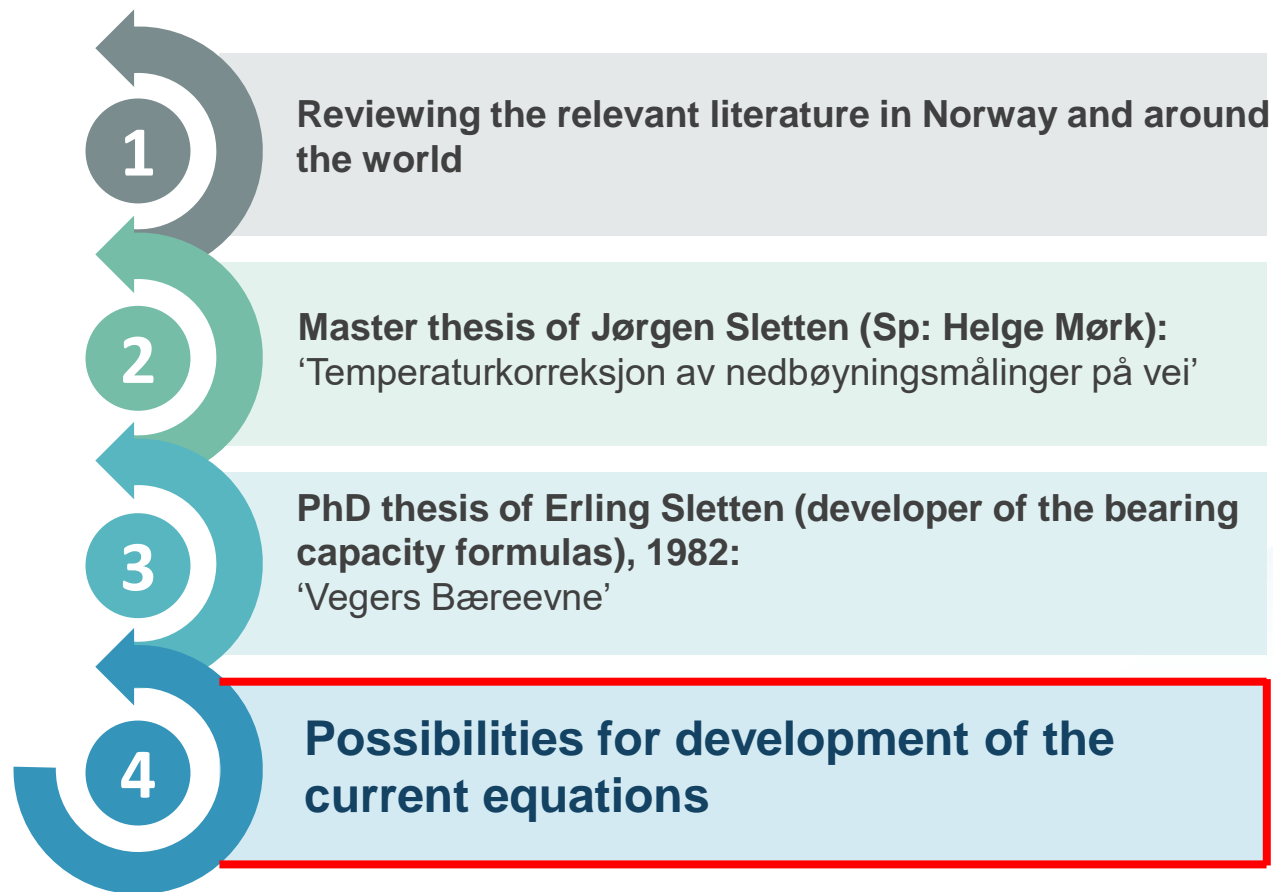 1
Reviewing the relevant literature in Norway and around
the world
2
Master thesis of Jørgen Sletten (Sp: Helge Mørk):
‘Temperaturkorreksjon av nedbøyningsmålinger på vei’
3
PhD thesis of Erling Sletten (developer of the bearing
capacity formulas), 1982:
‘Vegers Bæreevne’
4
Possibilities for development of the
current equations